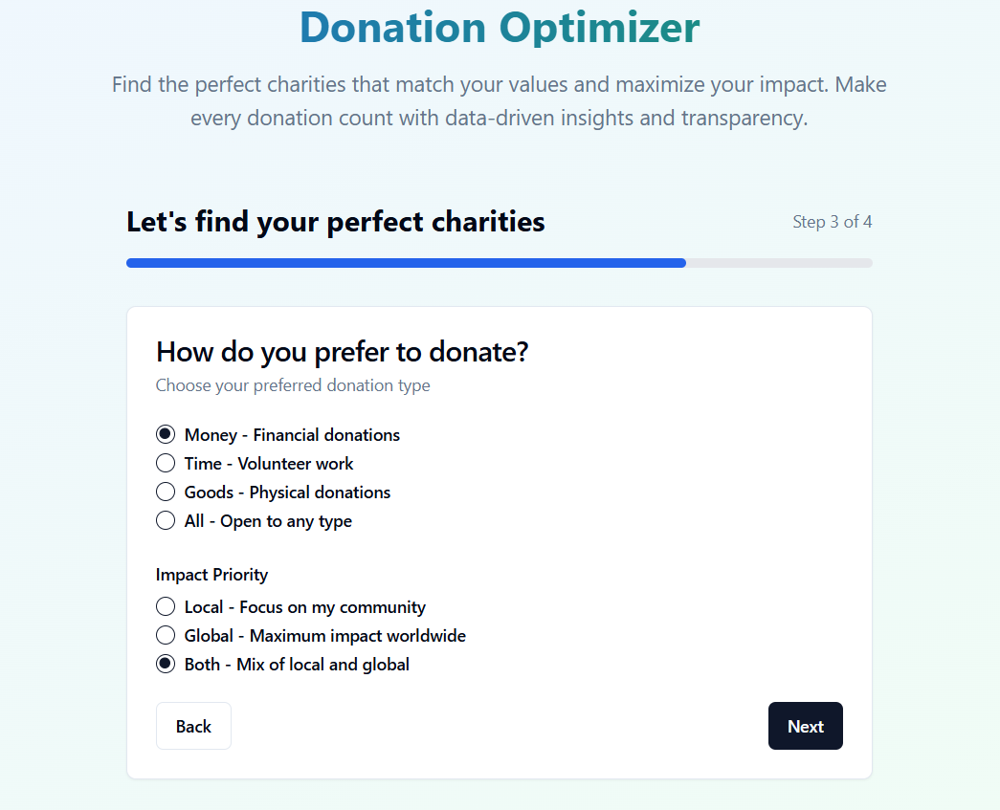 Donation Optimizer
Find the perfect charities that match your values and maximize your impact. Make
every donation count with data-driven insights and transparency.
Let's find your perfect charities
Step 3 of 4
How do you prefer to donate?
Choose your preferred donation type
Money - Financial donations
Time - Volunteer work
Goods - Physical donations
All - Open to any type
Impact Priority
Local - Focus on my community
Global - Maximum impact worldwide
Both - Mix of local and global
Back
Next